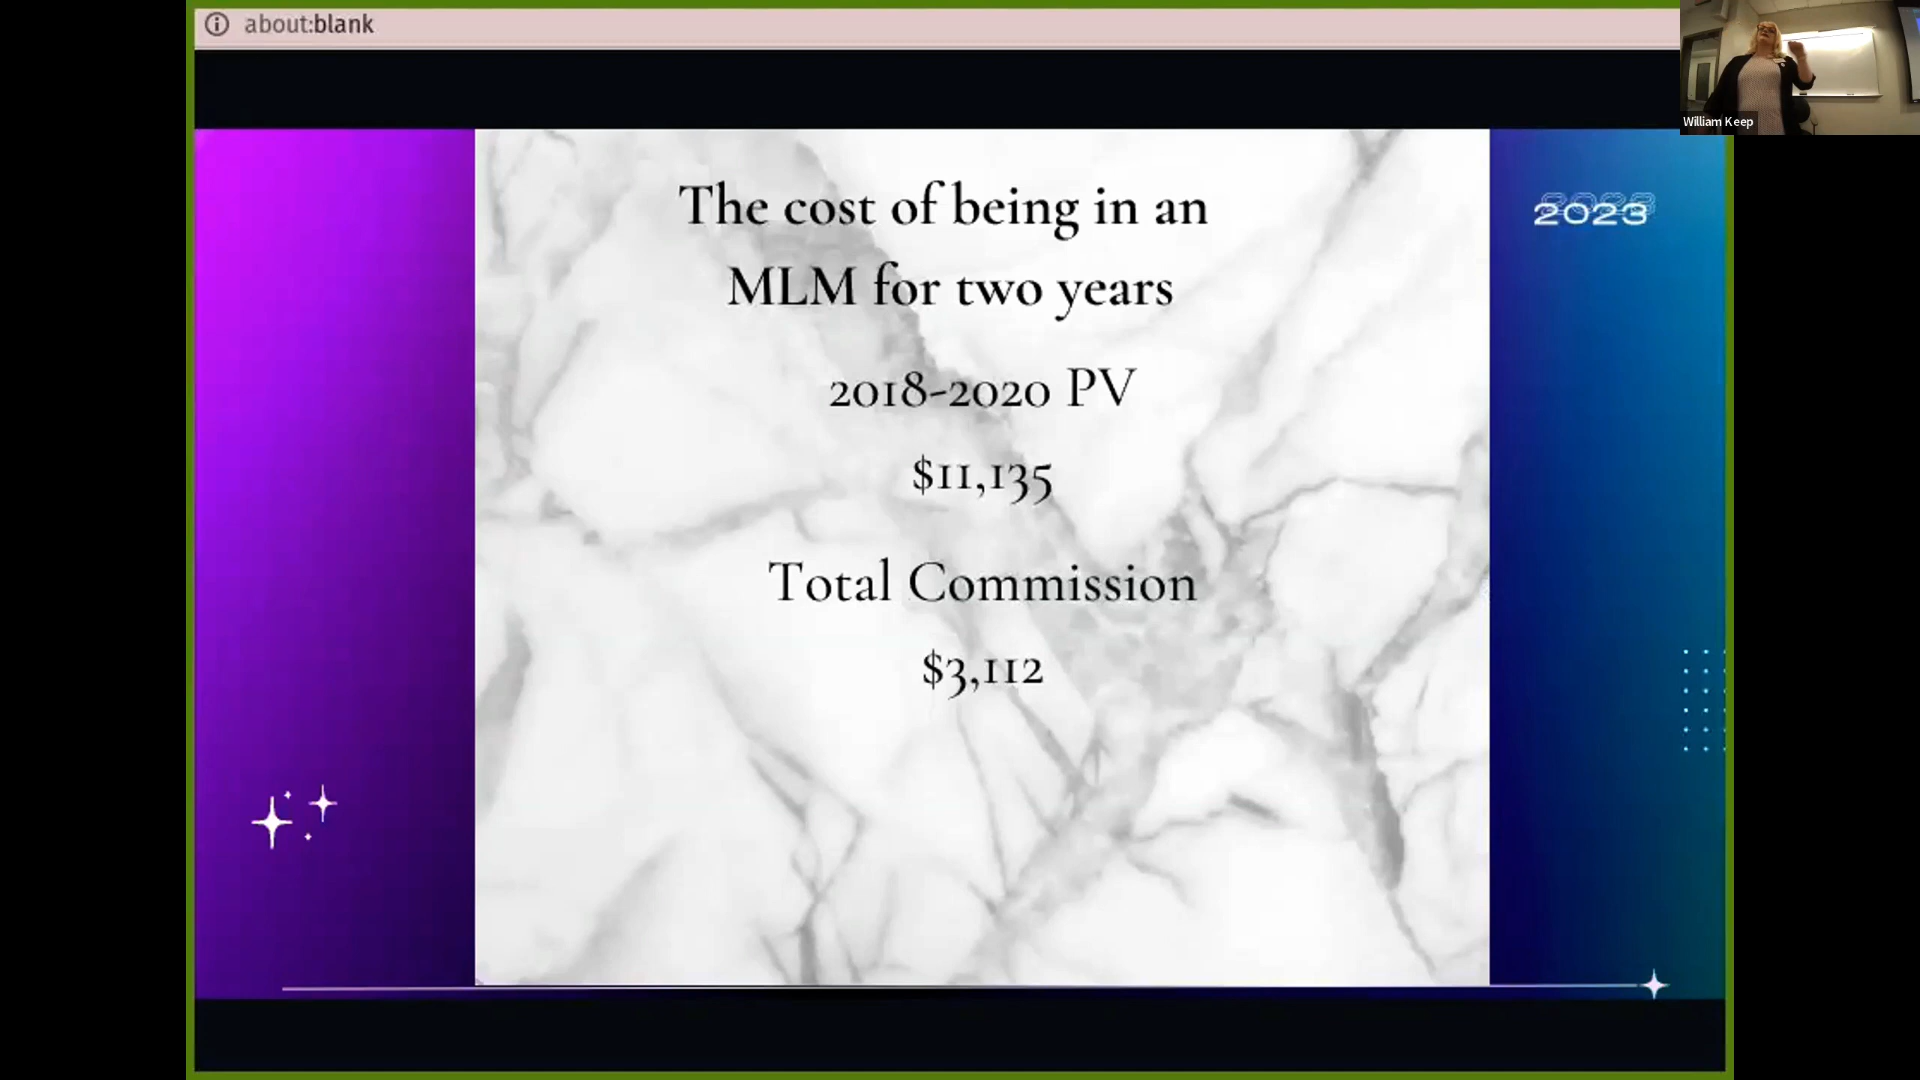 about:blank
William Keep
2023
The cost of being in an
MLM for two years
2018-2020 PV
$11,135
Total Commission
$3,112